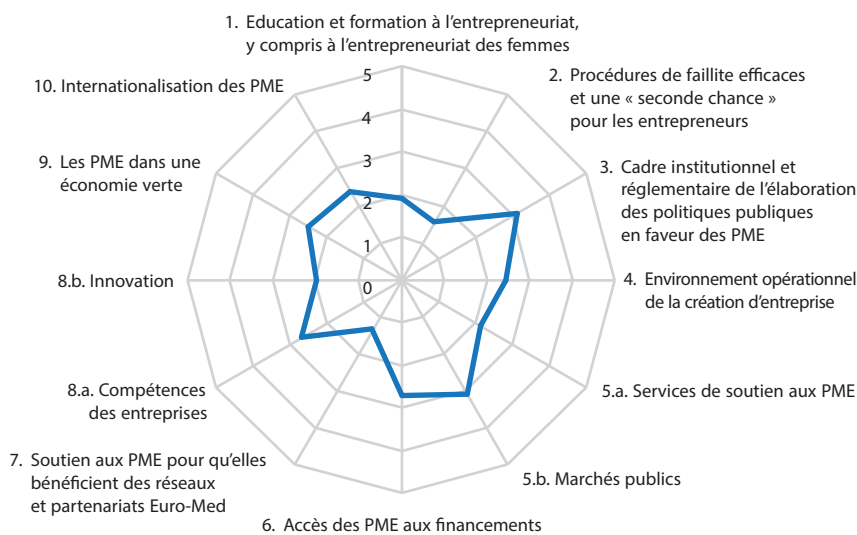 1. Education et formation à l'entrepreneuriat,
y compris à l'entrepreneuriat des femmes
2. Procédures de faillite efficaces
et une « seconde chance »
pour les entrepreneurs
3. Cadre institutionnel et
réglementaire de l'élaboration
des politiques publiques
en faveur des PME
4. Environnement opérationnel
de la création d'entreprise
5.a. Services de soutien aux PME
5.b. Marchés publics
6. Accès des PME aux financements
7. Soutien aux PME pour qu'elles
bénéficient des réseaux
et partenariats Euro-Med
8.a. Compétences
des entreprises
8.b. Innovation
9. Les PME dans une
économie verte
10. Internationalisation des PME
5
4
3
2
1
0